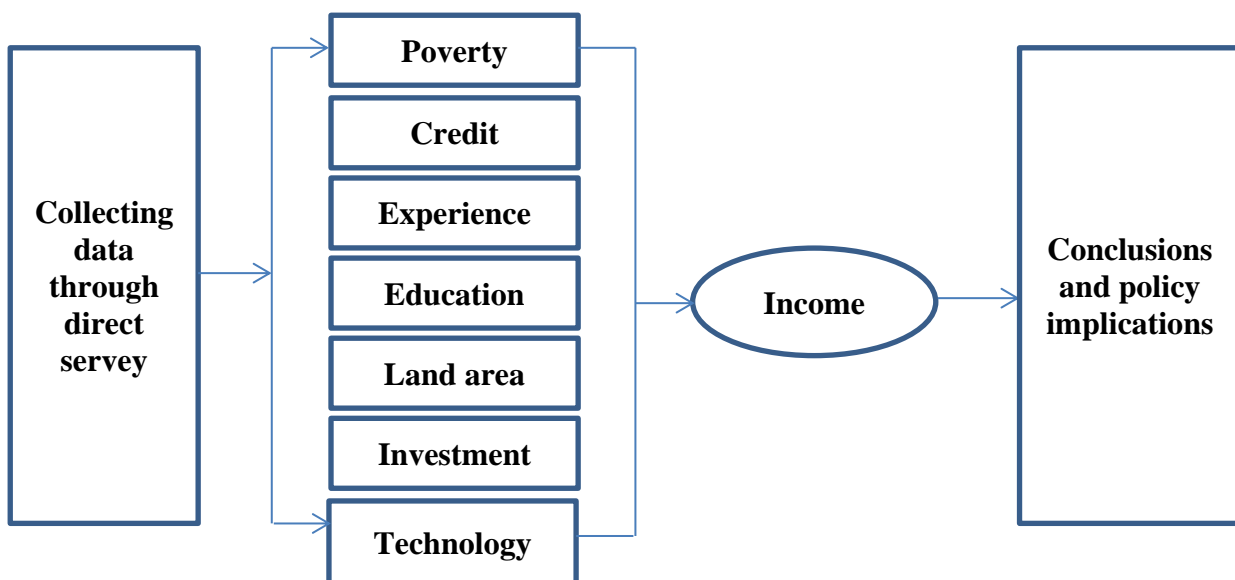 Collecting
data
through
direct
servey
Poverty
Credit
Experience
Education
Land area
Investment
Technology
Income
Conclusions
and policy
implications